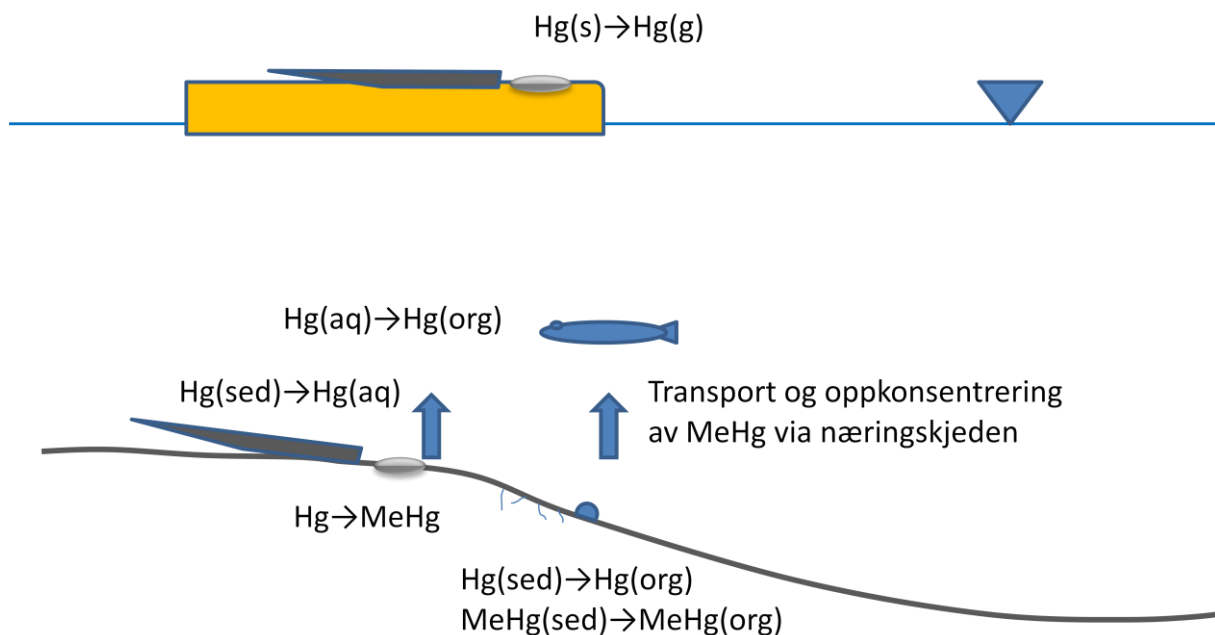 Hg(s)→Hg(g)
Hg(aq)→Hg(org)
Hg(sed)→Hg(aq)
Transport og oppkonsentrering
av MeHg via næringskjeden
Hg→MeHg
Hg(sed)→Hg(org)
MeHg(sed)→MeHg(org)